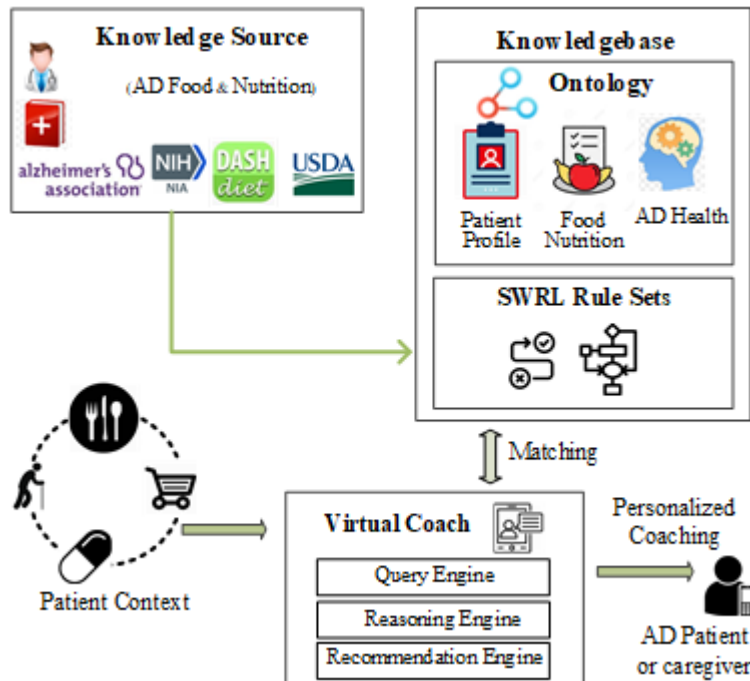 Knowledge Source
(AD Food & Nutrition)
alzheimer's
association
NIH
NIA
DASH
diet
USDA
Knowledgebase
Ontology
Patient
Profile
Food
Nutrition
AD Health
SWRL Rule Sets
Matching
Patient Context
Virtual Coach
Query Engine
Reasoning Engine
Recommendation Engine
Personalized
Coaching
AD Patient
or caregiver